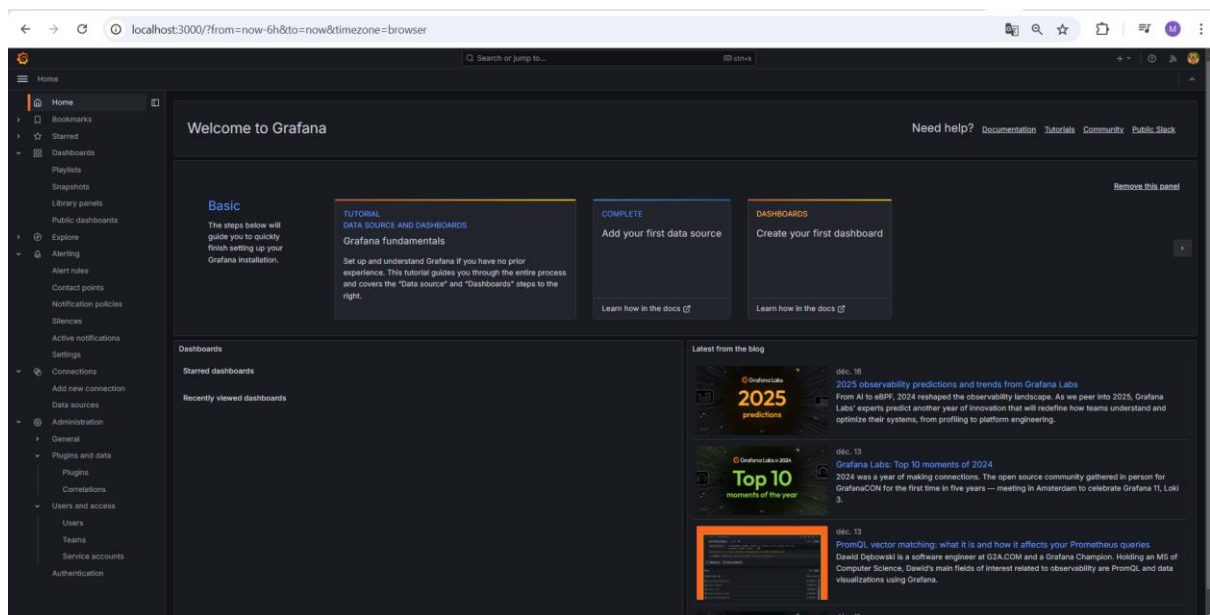 localhost:3000/?from=now-6h&to=now&timezone=browser
M
Search or jump to...
ctrl+k
Home
Home
Bookmarks
Starred
Dashboards
Playlists
Snapshots
Library panels
Public dashboards
Explore
Alerting
Alert rules
Contact points
Notification policies
Silences
Active notifications
Settings
Connections
Add new connection
Data sources
Administration
General
Plugins and data
Plugins
Correlations
Users and access
Users
Teams
Service accounts
Authentication
Welcome to Grafana
Need help? Documentation Tutorials Community Public Slack
Remove this panel
Basic
The steps below will
guide you to quickly
finish setting up your
Grafana installation.
TUTORIAL
DATA SOURCE AND DASHBOARDS
Grafana fundamentals
Set up and understand Grafana if you have no prior
experience. This tutorial guides you through the entire process
and covers the "Data source" and "Dashboards" steps to the
right.
COMPLETE
Add your first data source
Learn how in the docs
DASHBOARDS
Create your first dashboard
Learn how in the docs
Dashboards
Starred dashboards
Recently viewed dashboards
Latest from the blog
Grafana Labs
2025
predictions
déc. 16
2025 observability predictions and trends from Grafana Labs
From AI to eBPF, 2024 reshaped the observability landscape. As we peer into 2025, Grafana
Labs' experts predict another year of innovation that will redefine how teams understand and
optimize their systems, from profiling to platform engineering.
Grafana Labs in 2024
Top 10
moments of the year
déc. 13
Grafana Labs: Top 10 moments of 2024
2024 was a year of making connections. The open source community gathered in person for
GrafanaCON for the first time in five years — meeting in Amsterdam to celebrate Grafana 11, Loki
3.
déc. 13
PromQL vector matching: what it is and how it affects your Prometheus queries
Dawid Dębowski is a software engineer at G2A.COM and a Grafana Champion. Holding an MS of
Computer Science, Dawid's main fields of interest related to observability are PromQL and data
visualizations using Grafana.